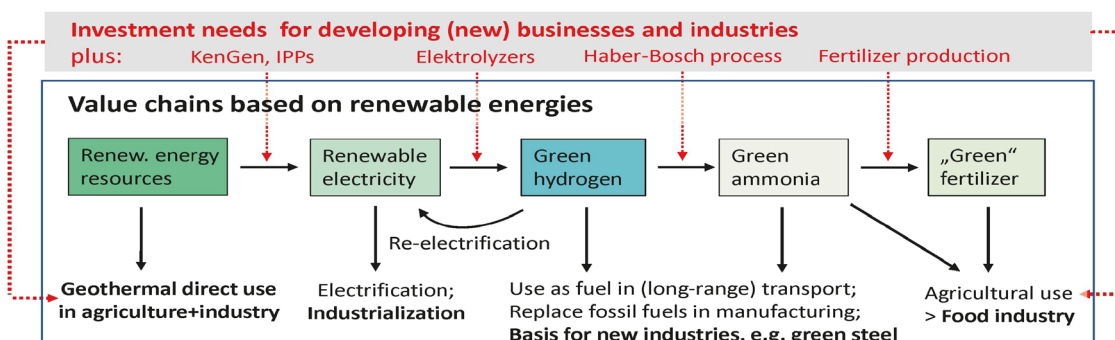 Investment needs for developing (new) businesses and industries
plus: KenGen, IPPs Elektrolyzers Haber-Bosch process Fertilizer production
Value chains based on renewable energies
Renew. energy
resources
Renewable
electricity
Green
hydrogen
Green
ammonia
„Green“
fertilizer
Re-electrification
Geothermal direct use
in agriculture+industry
Electrification;
Industrialization
Use as fuel in (long-range) transport;
Replace fossil fuels in manufacturing;
Basis for new industries, e.g. green steel
Agricultural use
> Food industry